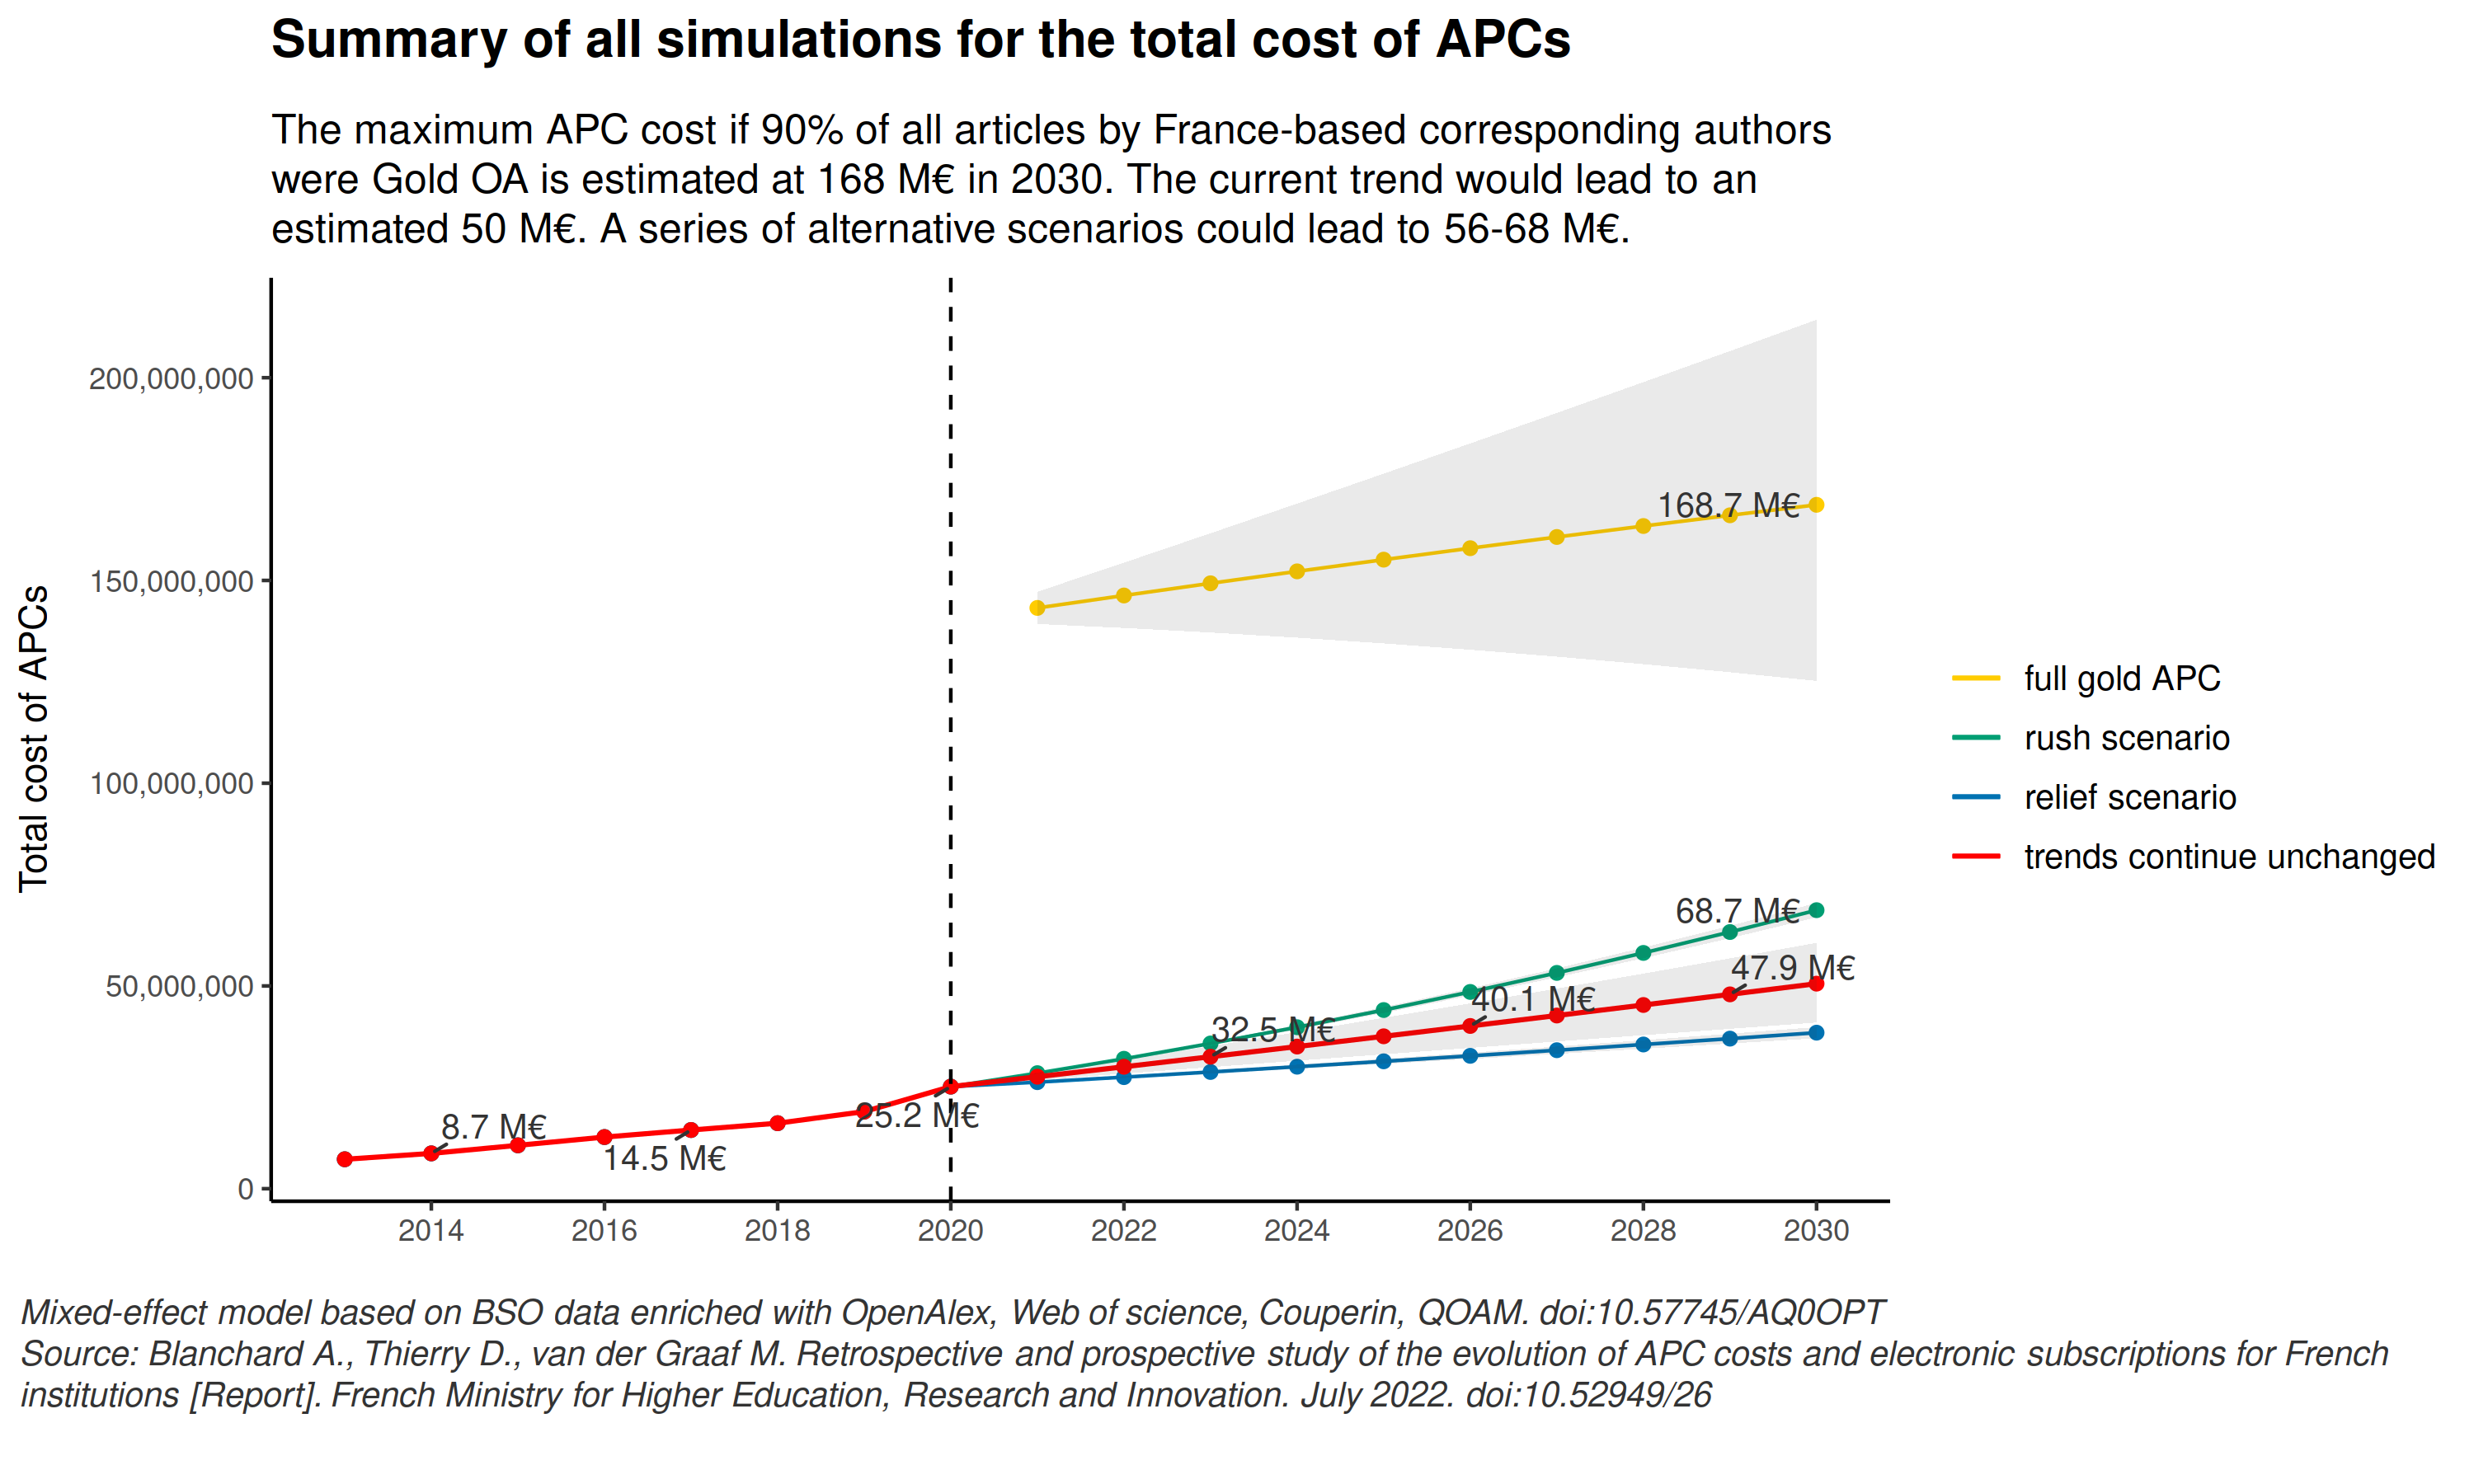 Summary of all simulations for the total cost of APCs
The maximum APC cost if 90% of all articles by France-based corresponding authors
were Gold OA is estimated at 168 M€ in 2030. The current trend would lead to an
estimated 50 M€. A series of alternative scenarios could lead to 56-68 M€.
Total cost of APCs
200,000,000
150,000,000
100,000,000
50,000,000
0
168.7 M€
68.7 M€
47.9 M€
40.1 M€
32.5 M€
25.2 M€
8.7 M€
14.5 M€
2014
2016
2018
2020
2022
2024
2026
2028
2030
full gold APC
rush scenario
relief scenario
trends continue unchanged
Mixed-effect model based on BSO data enriched with OpenAlex, Web of science, Couperin, QOAM. doi:10.57745/AQ0OPT
Source: Blanchard A., Thierry D., van der Graaf M. Retrospective and prospective study of the evolution of APC costs and electronic subscriptions for French
institutions [Report]. French Ministry for Higher Education, Research and Innovation. July 2022. doi:10.52949/26